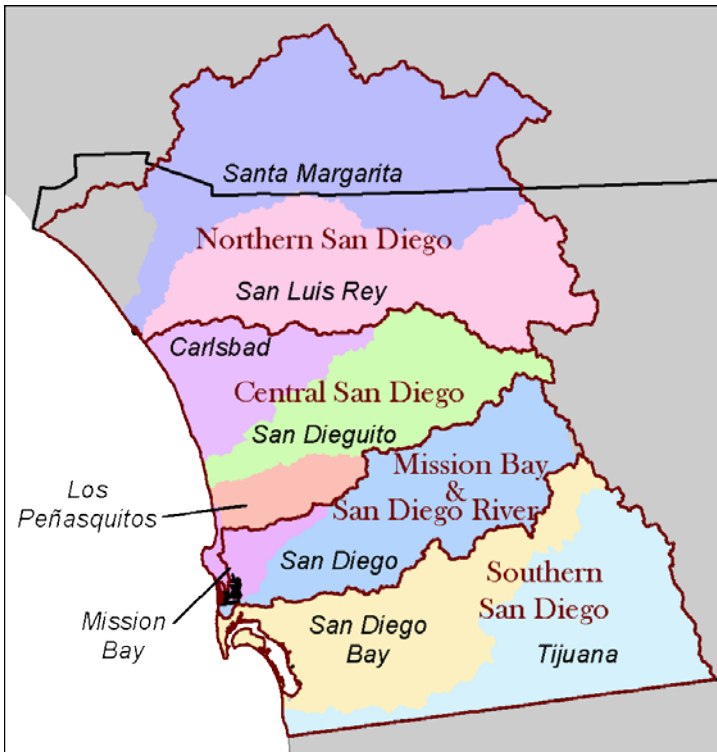 Santa Margarita
Northern San Diego
San Luis Rey
Carlsbad
Central San Diego
San Dieguito
Mission Bay
&
San Diego River
Los
Peñasquitos
San Diego
Mission
Bay
Southern
San Diego
San Diego
Bay
Tijuana